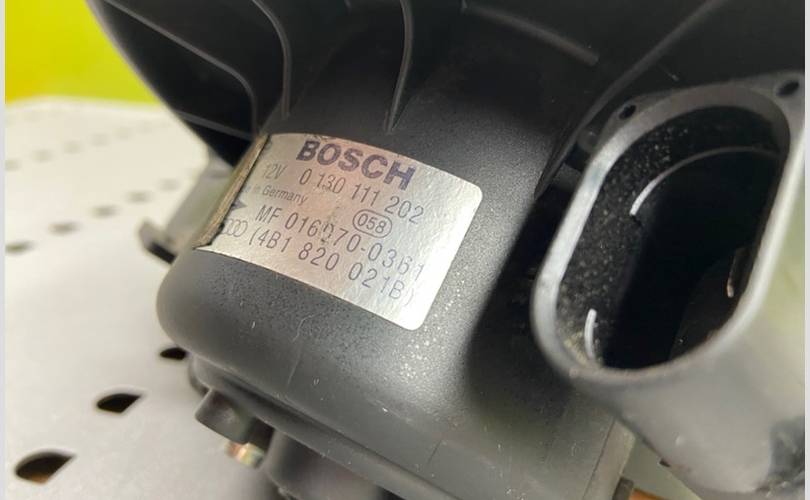 BOSCH
12V 0 130 111 202
in Germany
058
MF 016070-0361
(4B1 820 021B)